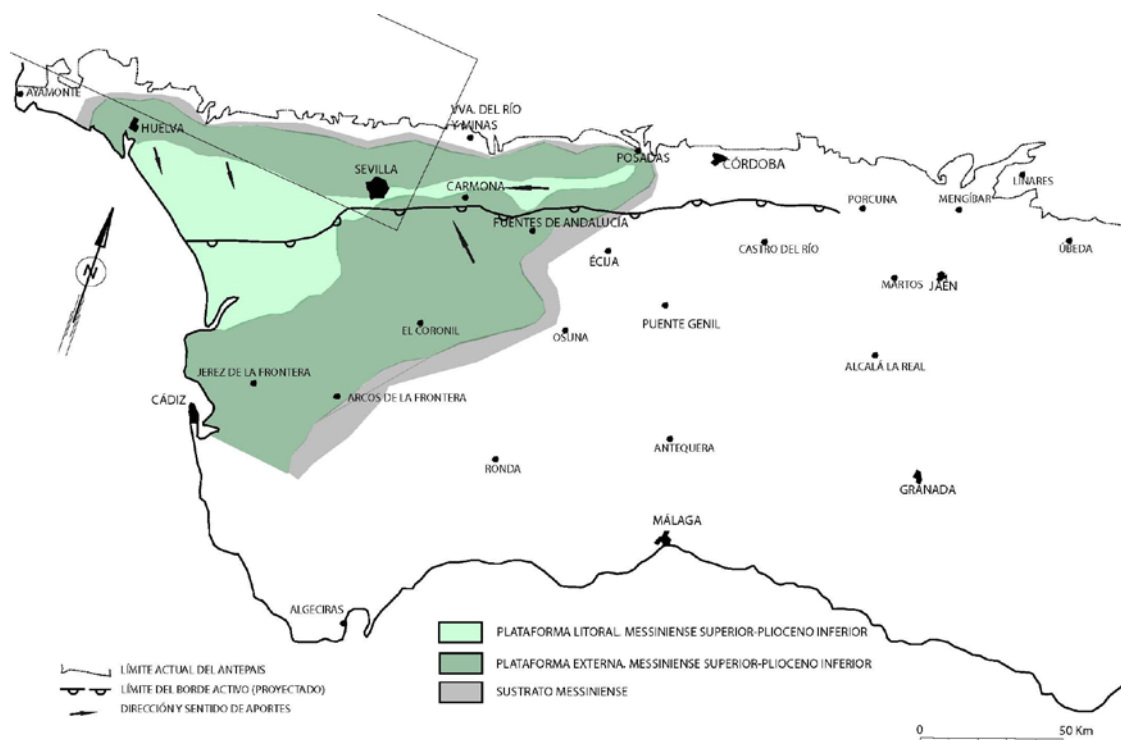 AYAMONTE
HUELVA
VVA. DEL RÍO
Y MINAS
SEVILLA
CARMONA
POSADAS
CÓRDOBA
LINARES
PORCUNA
MENGÍBAR
FUENTES DE ANDALUCÍA
ÉCIJA
CASTRO DEL RÍO
ÚBEDA
N
MARTOS
JAÉN
PUENTE GENIL
EL CORONIL
OSUNA
ALCALÁ LA REAL
JEREZ DE LA FRONTERA
CÁDIZ
ARCOS DE LA FRONTERA
RONDA
ANTEQUERA
GRANADA
MÁLAGA
ALGECIRAS
PLATAFORMA LITORAL. MESSINIENSE SUPERIOR-PLIOCENO INFERIOR
PLATAFORMA EXTERNA. MESSINIENSE SUPERIOR-PLIOCENO INFERIOR
SUSTRATO MESSINIENSE
LÍMITE ACTUAL DEL ANTEPAIS
LÍMITE DEL BORDE ACTIVO (PROYECTADO)
DIRECCIÓN Y SENTIDO DE APORTES
0 50 Km